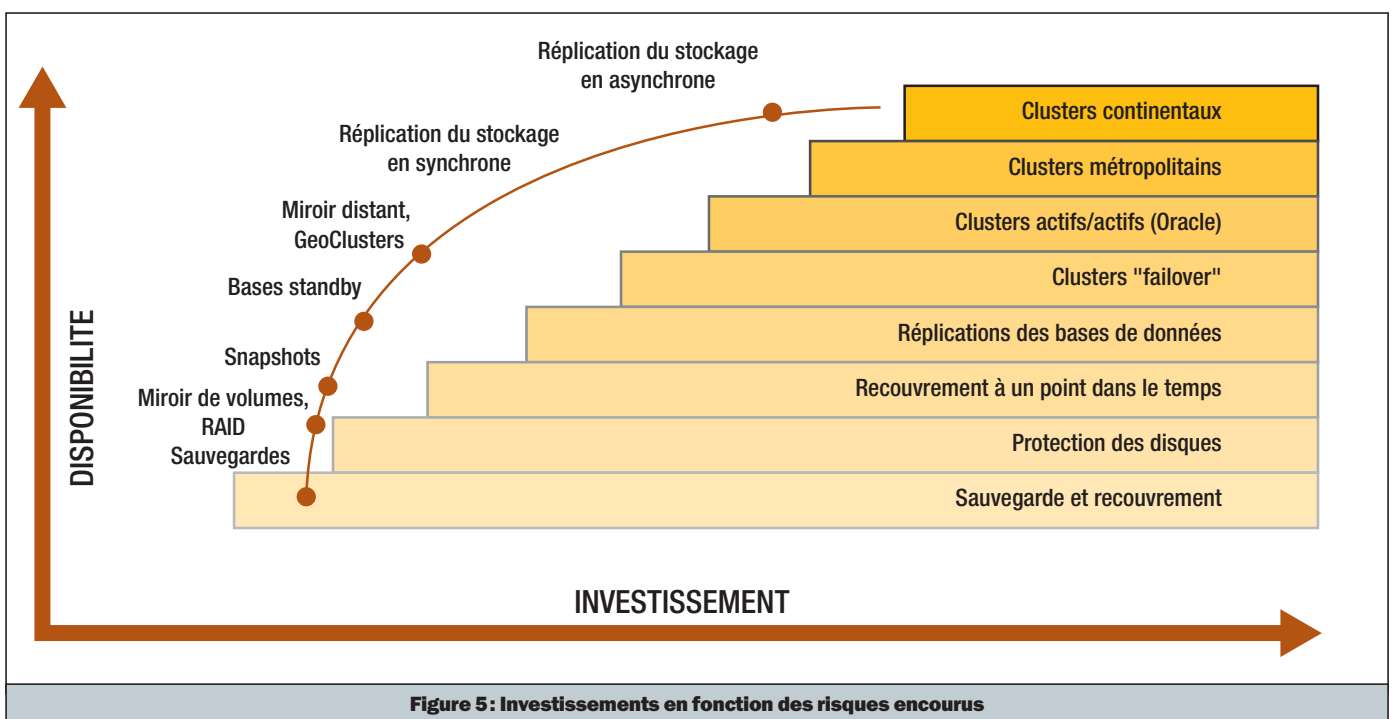 Réplication du stockage
en asynchrone
Réplication du stockage
en synchrone
Miroir distant,
GeoClusters
Bases standby
Snapshots
Miroir de volumes,
RAID
Sauvegardes
Clusters continentaux
Clusters métropolitains
Clusters actifs/actifs (Oracle)
Clusters "failover"
Réplications des bases de données
Recouvrement à un point dans le temps
Protection des disques
Sauvegarde et recouvrement
DISPONIBILITE
INVESTISSEMENT
Figure 5 : Investissements en fonction des risques encourus